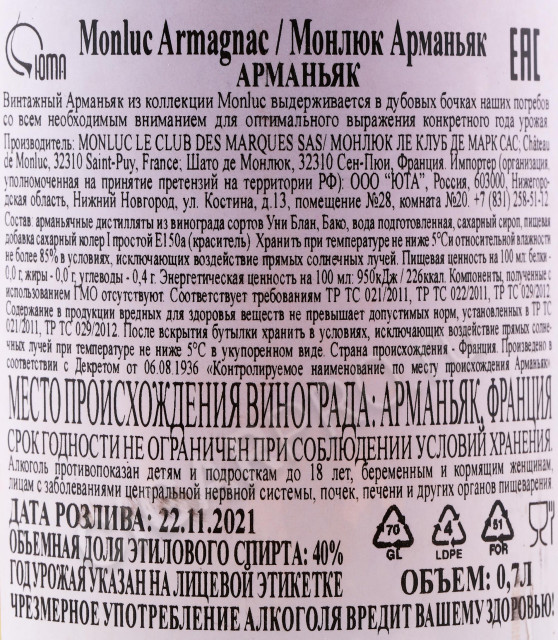 ЮТА
Monluc Armagnac / Монлюк Арманьяк
АРМАНЬЯК
EAC
Винтажный Арманьяк из коллекции Monluc выдерживается в дубовых бочках наших погребов
со всем необходимым вниманием для оптимального выражения конкретного года урожая
Производитель: MONLUC LE CLUB DES MARQUES SAS/ МОНЛЮК ЛЕ КЛУБ ДЕ МАРК САС, Château
de Monluc, 32310 Saint-Puy, France; Шато де Монлюк, 32310 Сен-Пюи, Франция. Импортер (организация,
уполномоченная на принятие претензий на территории РФ): ООО "ЮТА", Россия, 603000, Нижегоро-
дская область, Нижний Новгород, ул. Костина, д.13, помещение №28, комната №20. +7 (831) 258-51-12
Состав: арманьячные дистилляты из винограда сортов Уни Блан, Бако, вода подготовленная, сахарный сироп, пищевая
добавка сахарный колер I простой Е150а (краситель) Хранить при температуре не ниже 5°С и относительной влажности
не более 85% в условиях, исключающих воздействие прямых солнечных лучей. Пищевая ценность на 100 мл: белки -
0,0 г, жиры - 0,0 г, углеводы - 0,4 г. Энергетическая ценность на 100 мл: 950кДж / 226ккал. Компоненты, полученные с
использованием ГМО отсутствуют. Соответствует требованиям ТР ТС 021/2011, ТР ТС 022/2011, ТР ТС 029/2012
Содержание в продукции вредных для здоровья веществ не превышает допустимых норм, установленных в ТР ТС
021/2011, ТР ТС 029/2012. После вскрытия бутылки хранить в условиях, исключающих воздействие прямых солне-
чных лучей при температуре не ниже 5°С в укупоренном виде. Страна происхождения - Франция. Произведено в
соответствии с Декретом от 06.08.1936 «Контролируемое наименование по месту происхождения Арманьяк»
МЕСТО ПРОИСХОЖДЕНИЯ ВИНОГРАДА: АРМАНЬЯК, ФРАНЦИЯ
СРОК ГОДНОСТИ НЕ ОГРАНИЧЕН ПРИ СОБЛЮДЕНИИ УСЛОВИЙ ХРАНЕНИЯ.
Алкоголь противопоказан детям и подросткам до 18 лет, беременным и кормящим женщинам,
лицам с заболеваниями центральной нервной системы, почек, печени и других органов пищеварения
ДАТА РОЗЛИВА: 22.11.2021
ОБЪЕМНАЯ ДОЛЯ ЭТИЛОВОГО СПИРТА: 40%
ГОД УРОЖАЯ УКАЗАН НА ЛИЦЕВОЙ ЭТИКЕТКЕ
70
GL
4
LDPE
51
FOR
ОБЪЕМ: 0,7Л
ЧРЕЗМЕРНОЕ УПОТРЕБЛЕНИЕ АЛКОГОЛЯ ВРЕДИТ ВАШЕМУ ЗДОРОВЬЮ!